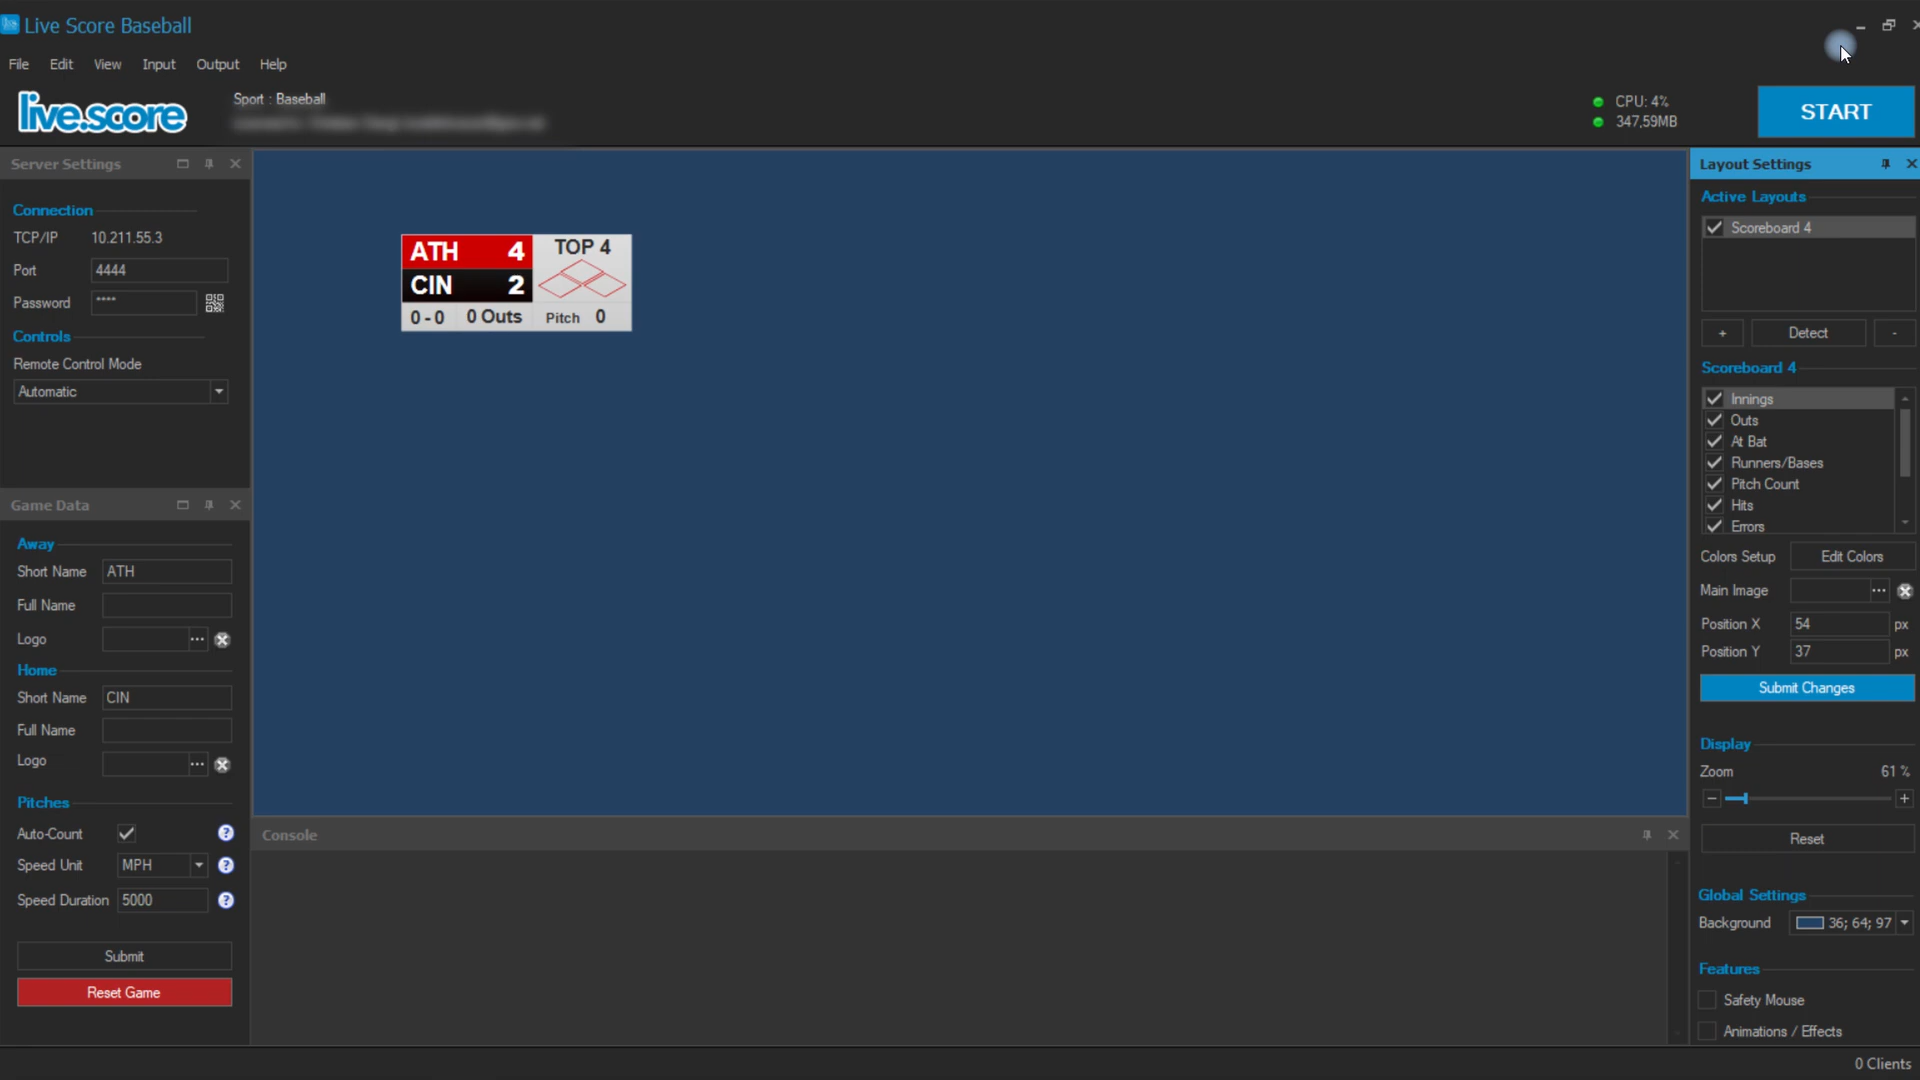 Live Score Baseball
File Edit View Input Output Help
live.score
Sport : Baseball
CPU: 4%
347,59MB
START
Server Settings
Connection
TCP/IP 10.211.55.3
Port 4444
Password ****
Controls
Remote Control Mode
Automatic
Game Data
Away
Short Name ATH
Full Name
Logo ...
Home
Short Name CIN
Full Name
Logo ...
Pitches
Auto-Count ?
Speed Unit MPH ?
Speed Duration 5000 ?
Submit
Reset Game
ATH 4 TOP 4
CIN 2
0 - 0 0 Outs Pitch 0
Console
Layout Settings
Active Layouts
Scoreboard 4
+ Detect -
Scoreboard 4
Innings
Outs
At Bat
Runners/Bases
Pitch Count
Hits
Errors
Colors Setup Edit Colors
Main Image ...
Position X 54 px
Position Y 37 px
Submit Changes
Display
Zoom 61 %
Reset
Global Settings
Background 36; 64; 97
Features
Safety Mouse
Animations / Effects
0 Clients